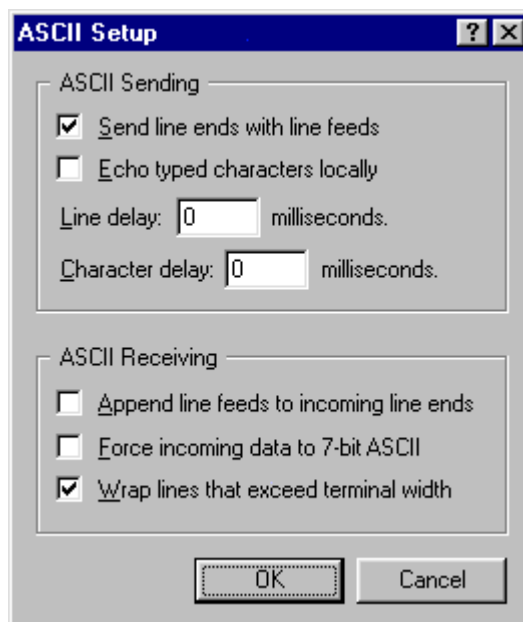 ASCII Setup
ASCII Sending
Send line ends with line feeds
Echo typed characters locally
Line delay: 0 milliseconds.
Character delay: 0 milliseconds.
ASCII Receiving
Append line feeds to incoming line ends
Force incoming data to 7-bit ASCII
Wrap lines that exceed terminal width
OK Cancel